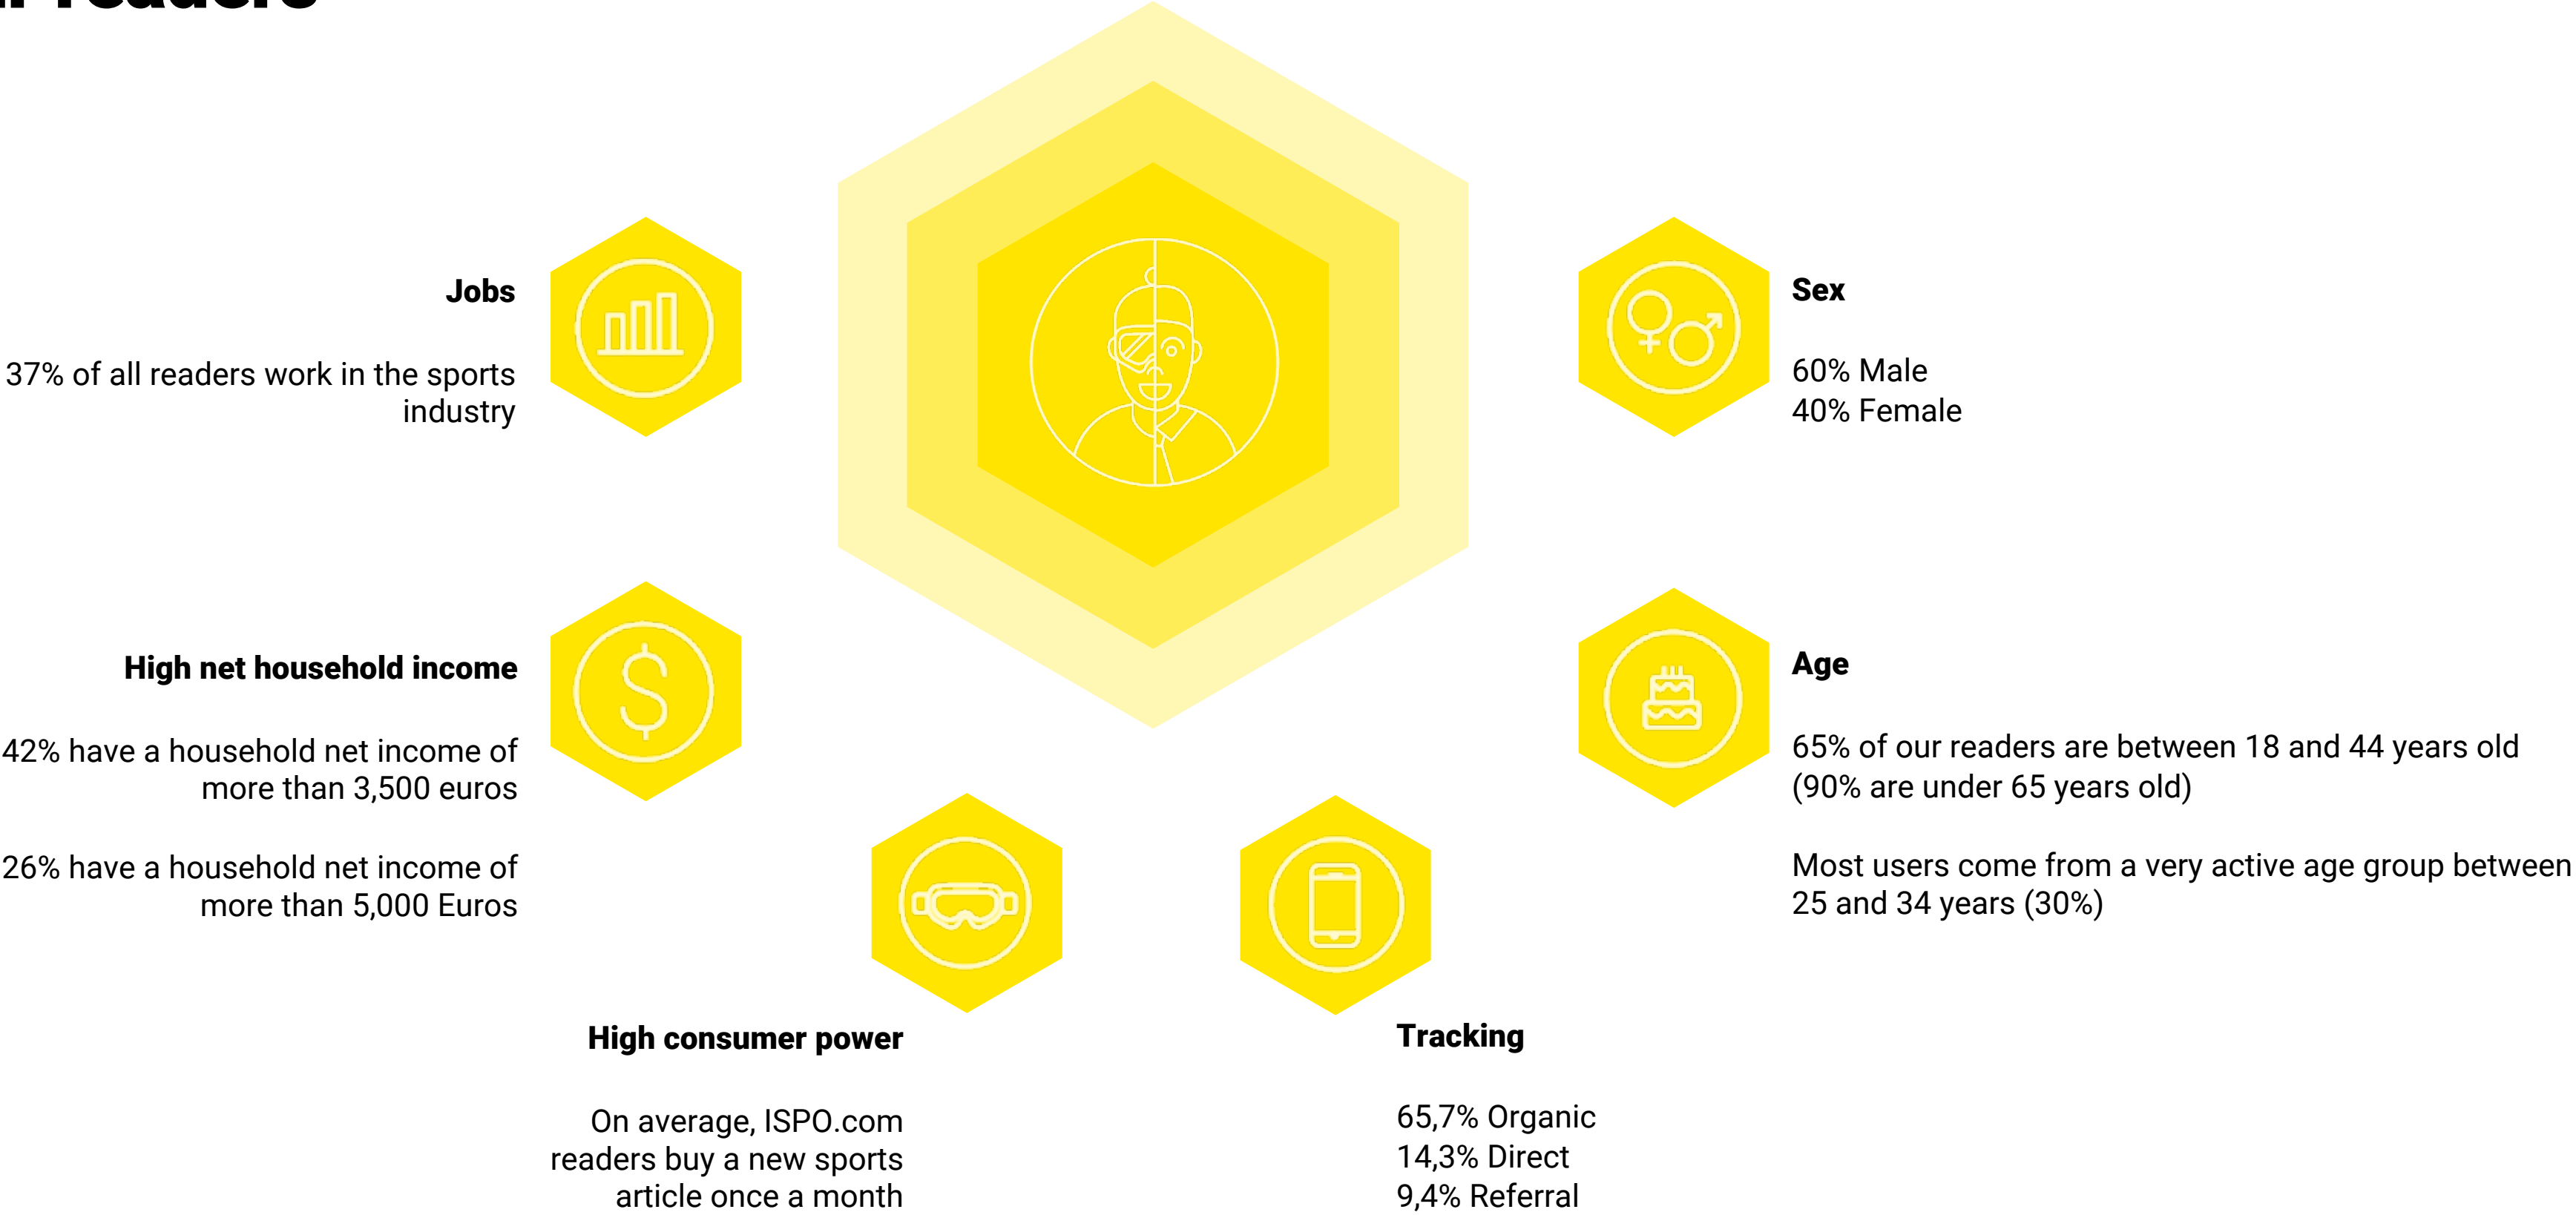 readers
Jobs
37% of all readers work in the sports
industry
Sex
60% Male
40% Female
High net household income
42% have a household net income of
more than 3,500 euros
26% have a household net income of
more than 5,000 Euros
Age
65% of our readers are between 18 and 44 years old
(90% are under 65 years old)
Most users come from a very active age group between
25 and 34 years (30%)
High consumer power
On average, ISPO.com
readers buy a new sports
article once a month
Tracking
65,7% Organic
14,3% Direct
9,4% Referral